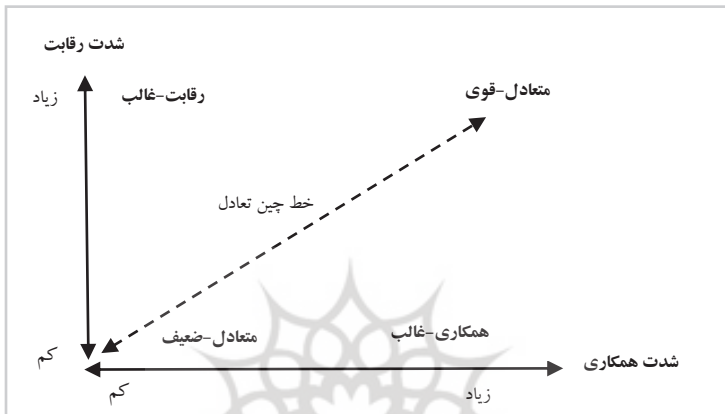 شدت رقابت
زیاد
رقابت-غالب
متعادل-قوی
خط چین تعادل
متعادل-ضعیف
همکاری-غالب
کم
شدت همکاری
کم
زیاد